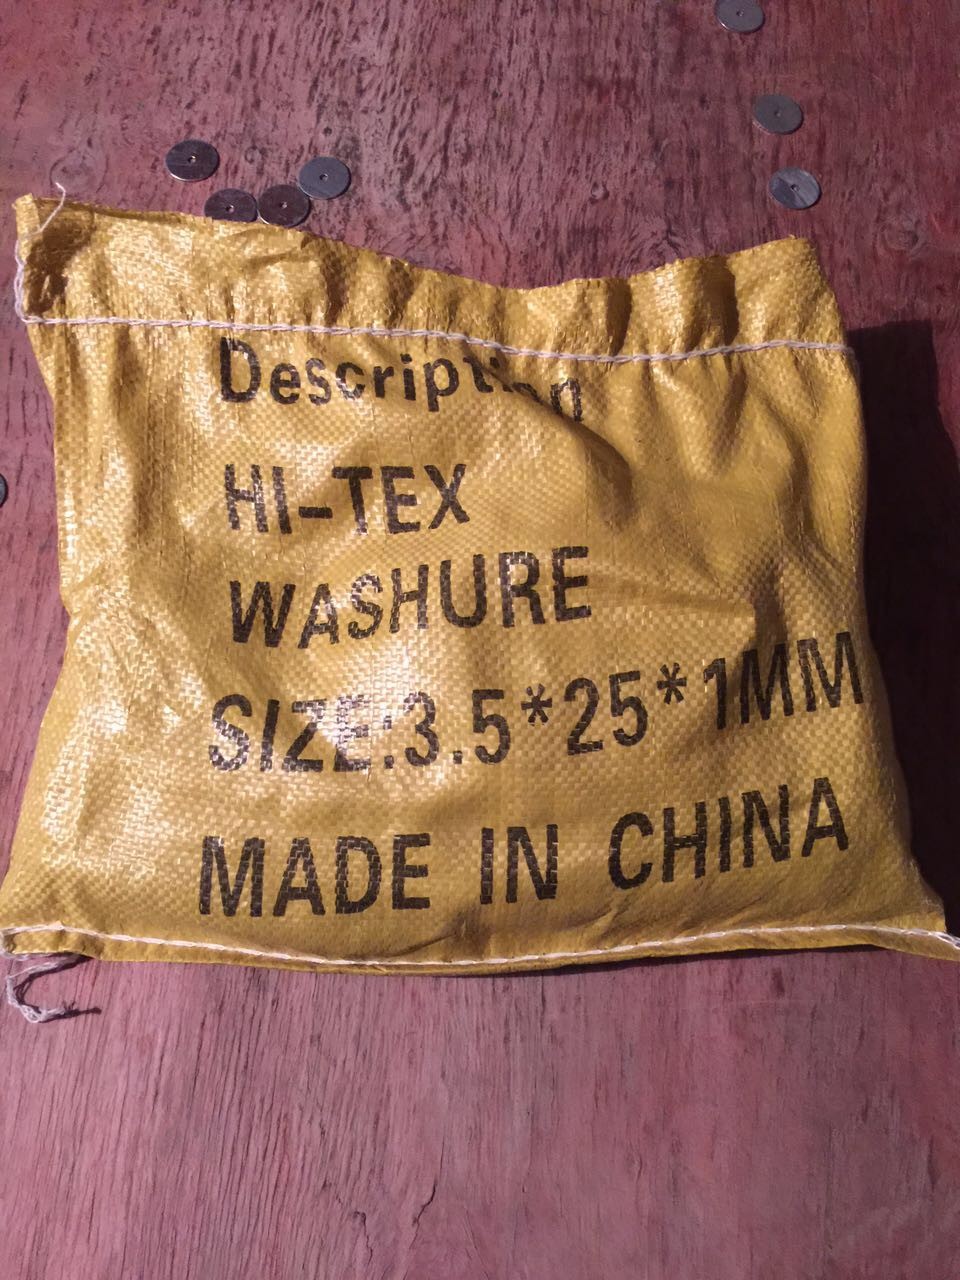 Description
HI-TEX
WASHURE
SIZE:3.5*25*1MM
MADE IN CHINA